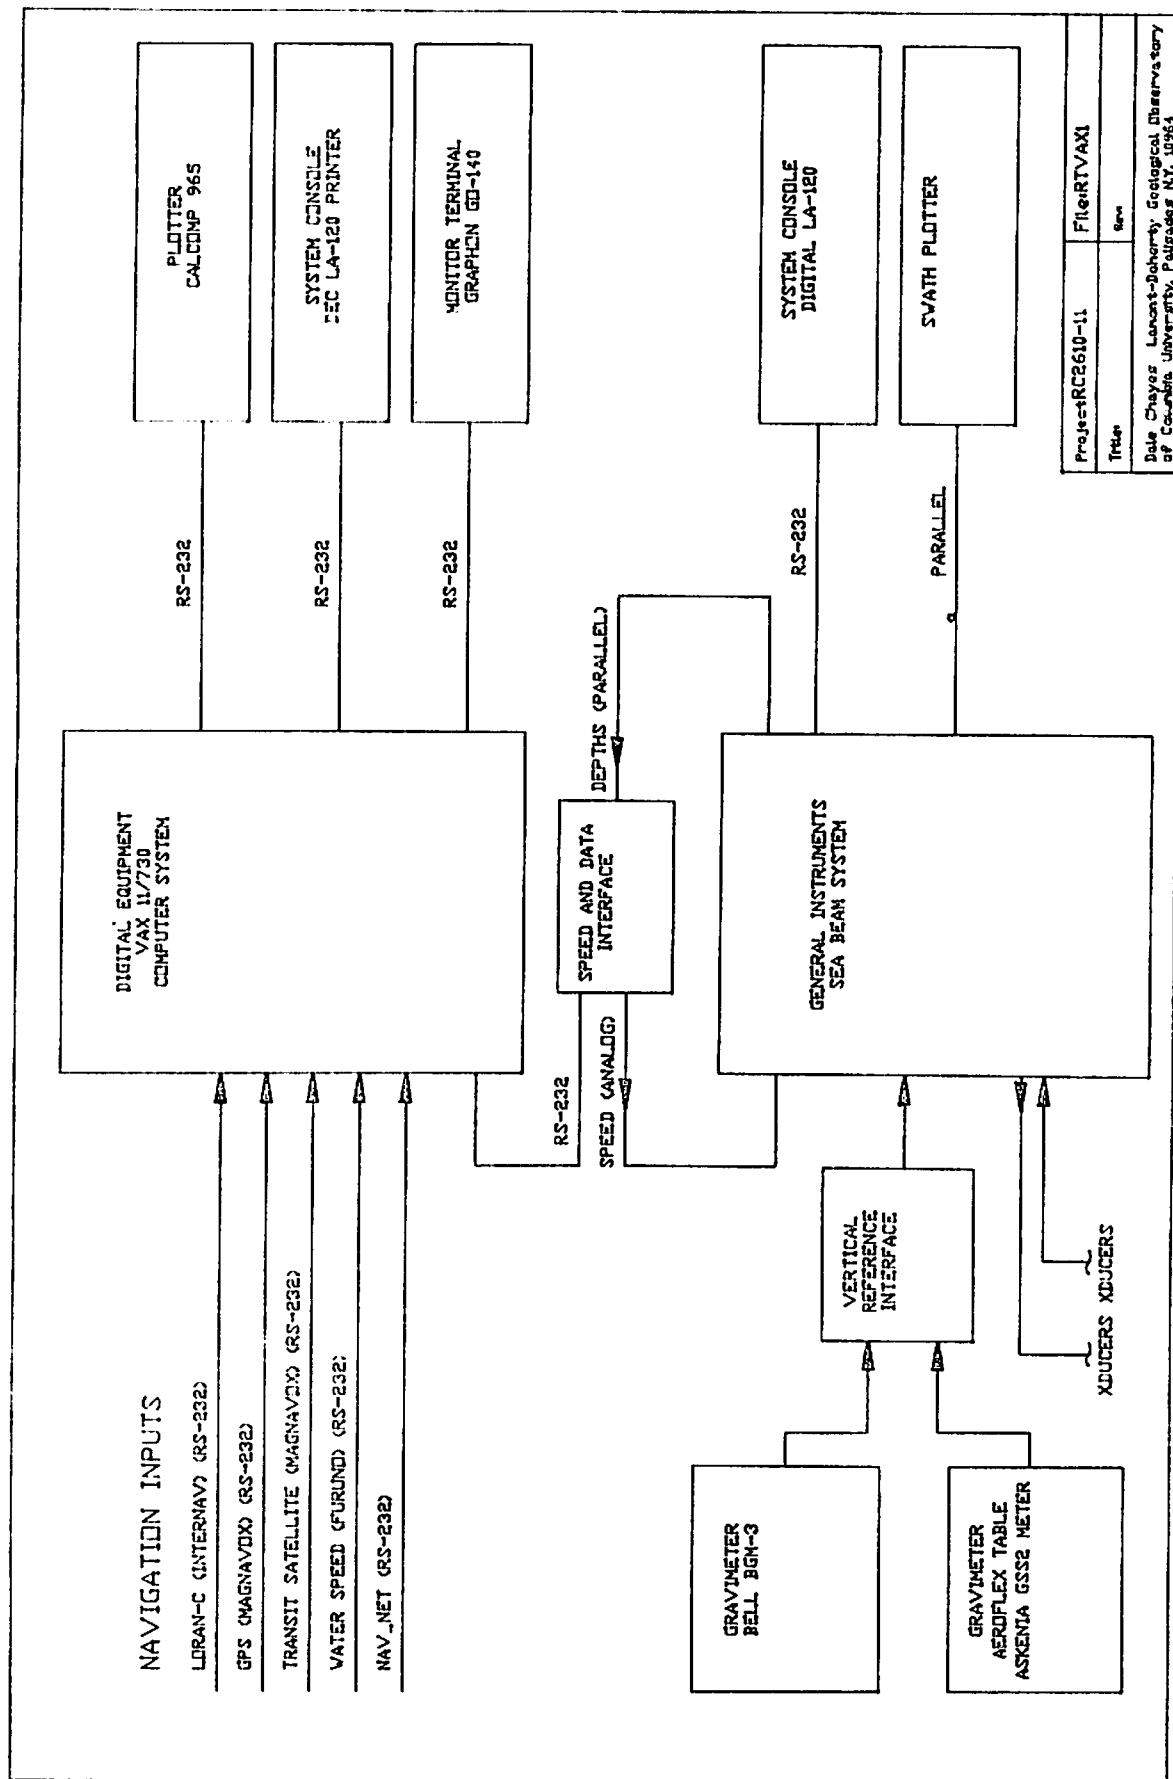 NAVIGATION INPUTS
LORAN-C (INTERNAV) (RS-232)
GPS (MAGNAVOX) (RS-232)
TRANSIT SATELLITE (MAGNAVOX) (RS-232)
WATER SPEED (FURUNO) (RS-232)
NAV_NET (RS-232)
DIGITAL EQUIPMENT
VAX 11/730
COMPUTER SYSTEM
RS-232
RS-232
RS-232
PLOTTER
CALCOMP 965
SYSTEM CONSOLE
DEC LA-120 PRINTER
MONITOR TERMINAL
GRAPHON GO-140
RS-232
SPEED (ANALOG)
SPEED AND DATA
INTERFACE
DEPTHS (PARALLEL)
GRAVIMETER
BELL BGM-3
GRAVIMETER
AEROFLEX TABLE
ASKENIA GSS2 METER
VERTICAL
REFERENCE
INTERFACE
XDUCERS XDUCERS
GENERAL INSTRUMENTS
SEA BEAM SYSTEM
RS-232
PARALLEL
SYSTEM CONSOLE
DIGITAL LA-120
SWATH PLOTTER
Project:RC2610-11
File:RTVAX1
Title:
Rev:
Dale Chayes Lamont-Doherty Geological Observatory
of Columbia University, Palisades N.Y. 10964